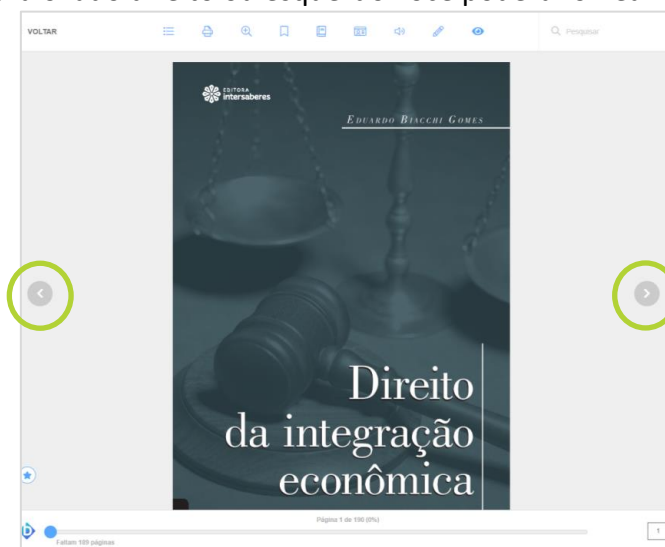 VOLTAR
Pesquisar
EDITORA
intersaberes
EDUARDO BIACCHI GOMES
Direito
da integração
econômica
Página 1 de 190 (0%)
1
Faltam 189 páginas